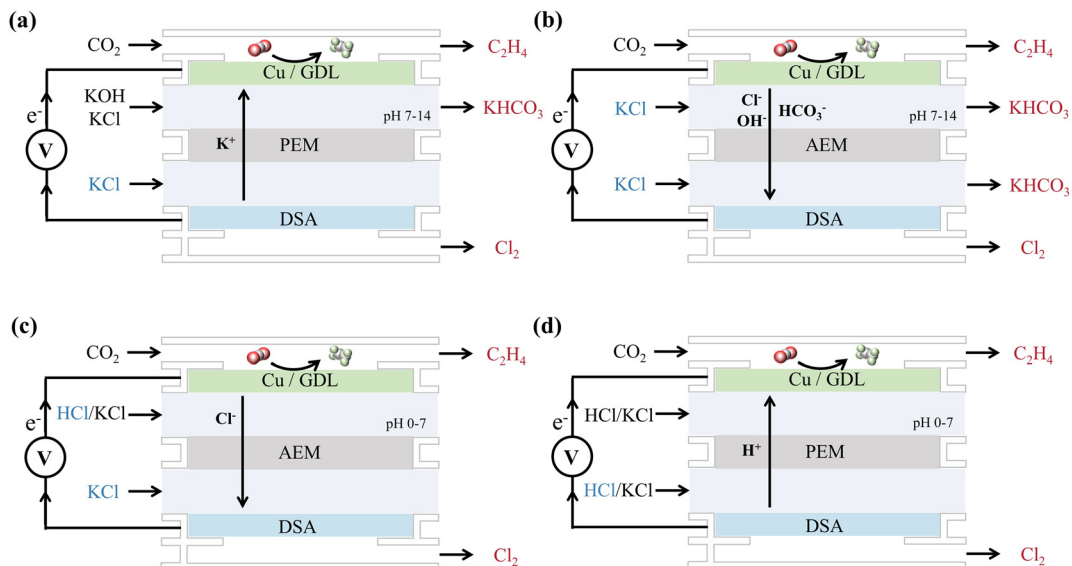 (a)
CO₂
C₂H₄
Cu / GDL
KOH
KCl
e⁻
KHCO₃
pH 7-14
K⁺
PEM
V
KCl
DSA
Cl₂
(b)
CO₂
C₂H₄
Cu / GDL
KCl
e⁻
Cl⁻
OH⁻
HCO₃⁻
KHCO₃
pH 7-14
AEM
V
KCl
KHCO₃
DSA
Cl₂
(c)
CO₂
C₂H₄
Cu / GDL
HCl/KCl
e⁻
Cl⁻
pH 0-7
AEM
V
KCl
DSA
Cl₂
(d)
CO₂
C₂H₄
Cu / GDL
HCl/KCl
e⁻
pH 0-7
H⁺
PEM
V
HCl/KCl
DSA
Cl₂